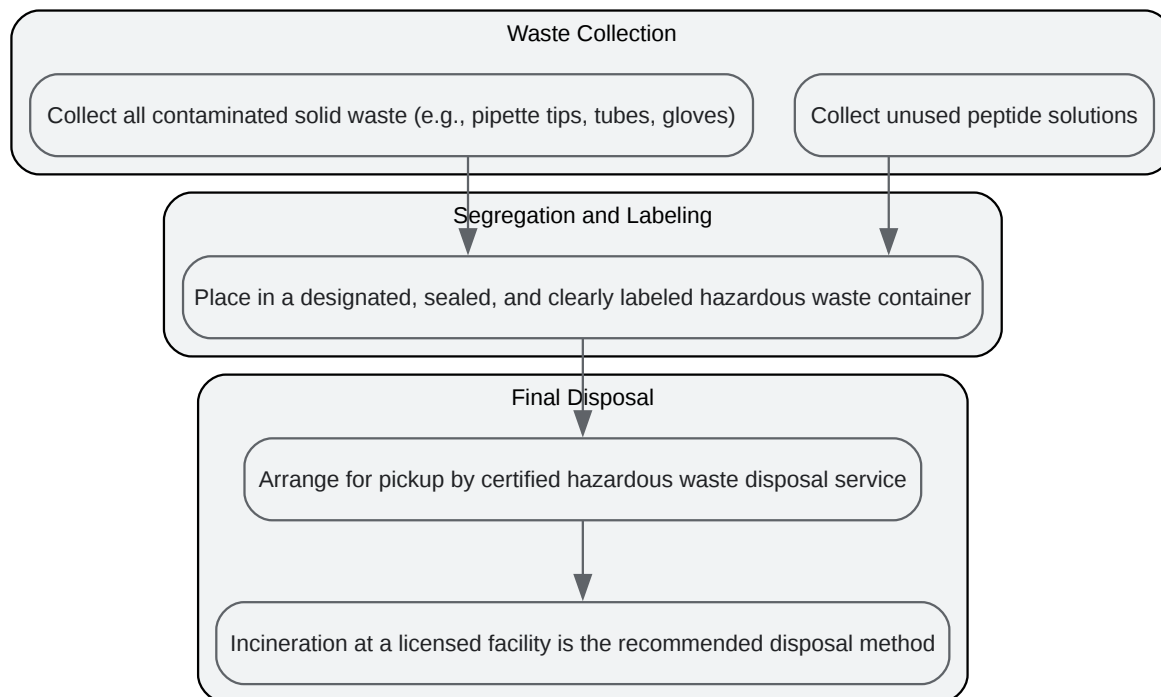 Waste Collection
Collect all contaminated solid waste (e.g., pipette tips, tubes, gloves)
Collect unused peptide solutions
Segregation and Labeling
Place in a designated, sealed, and clearly labeled hazardous waste container
Final Disposal
Arrange for pickup by certified hazardous waste disposal service
Incineration at a licensed facility is the recommended disposal method